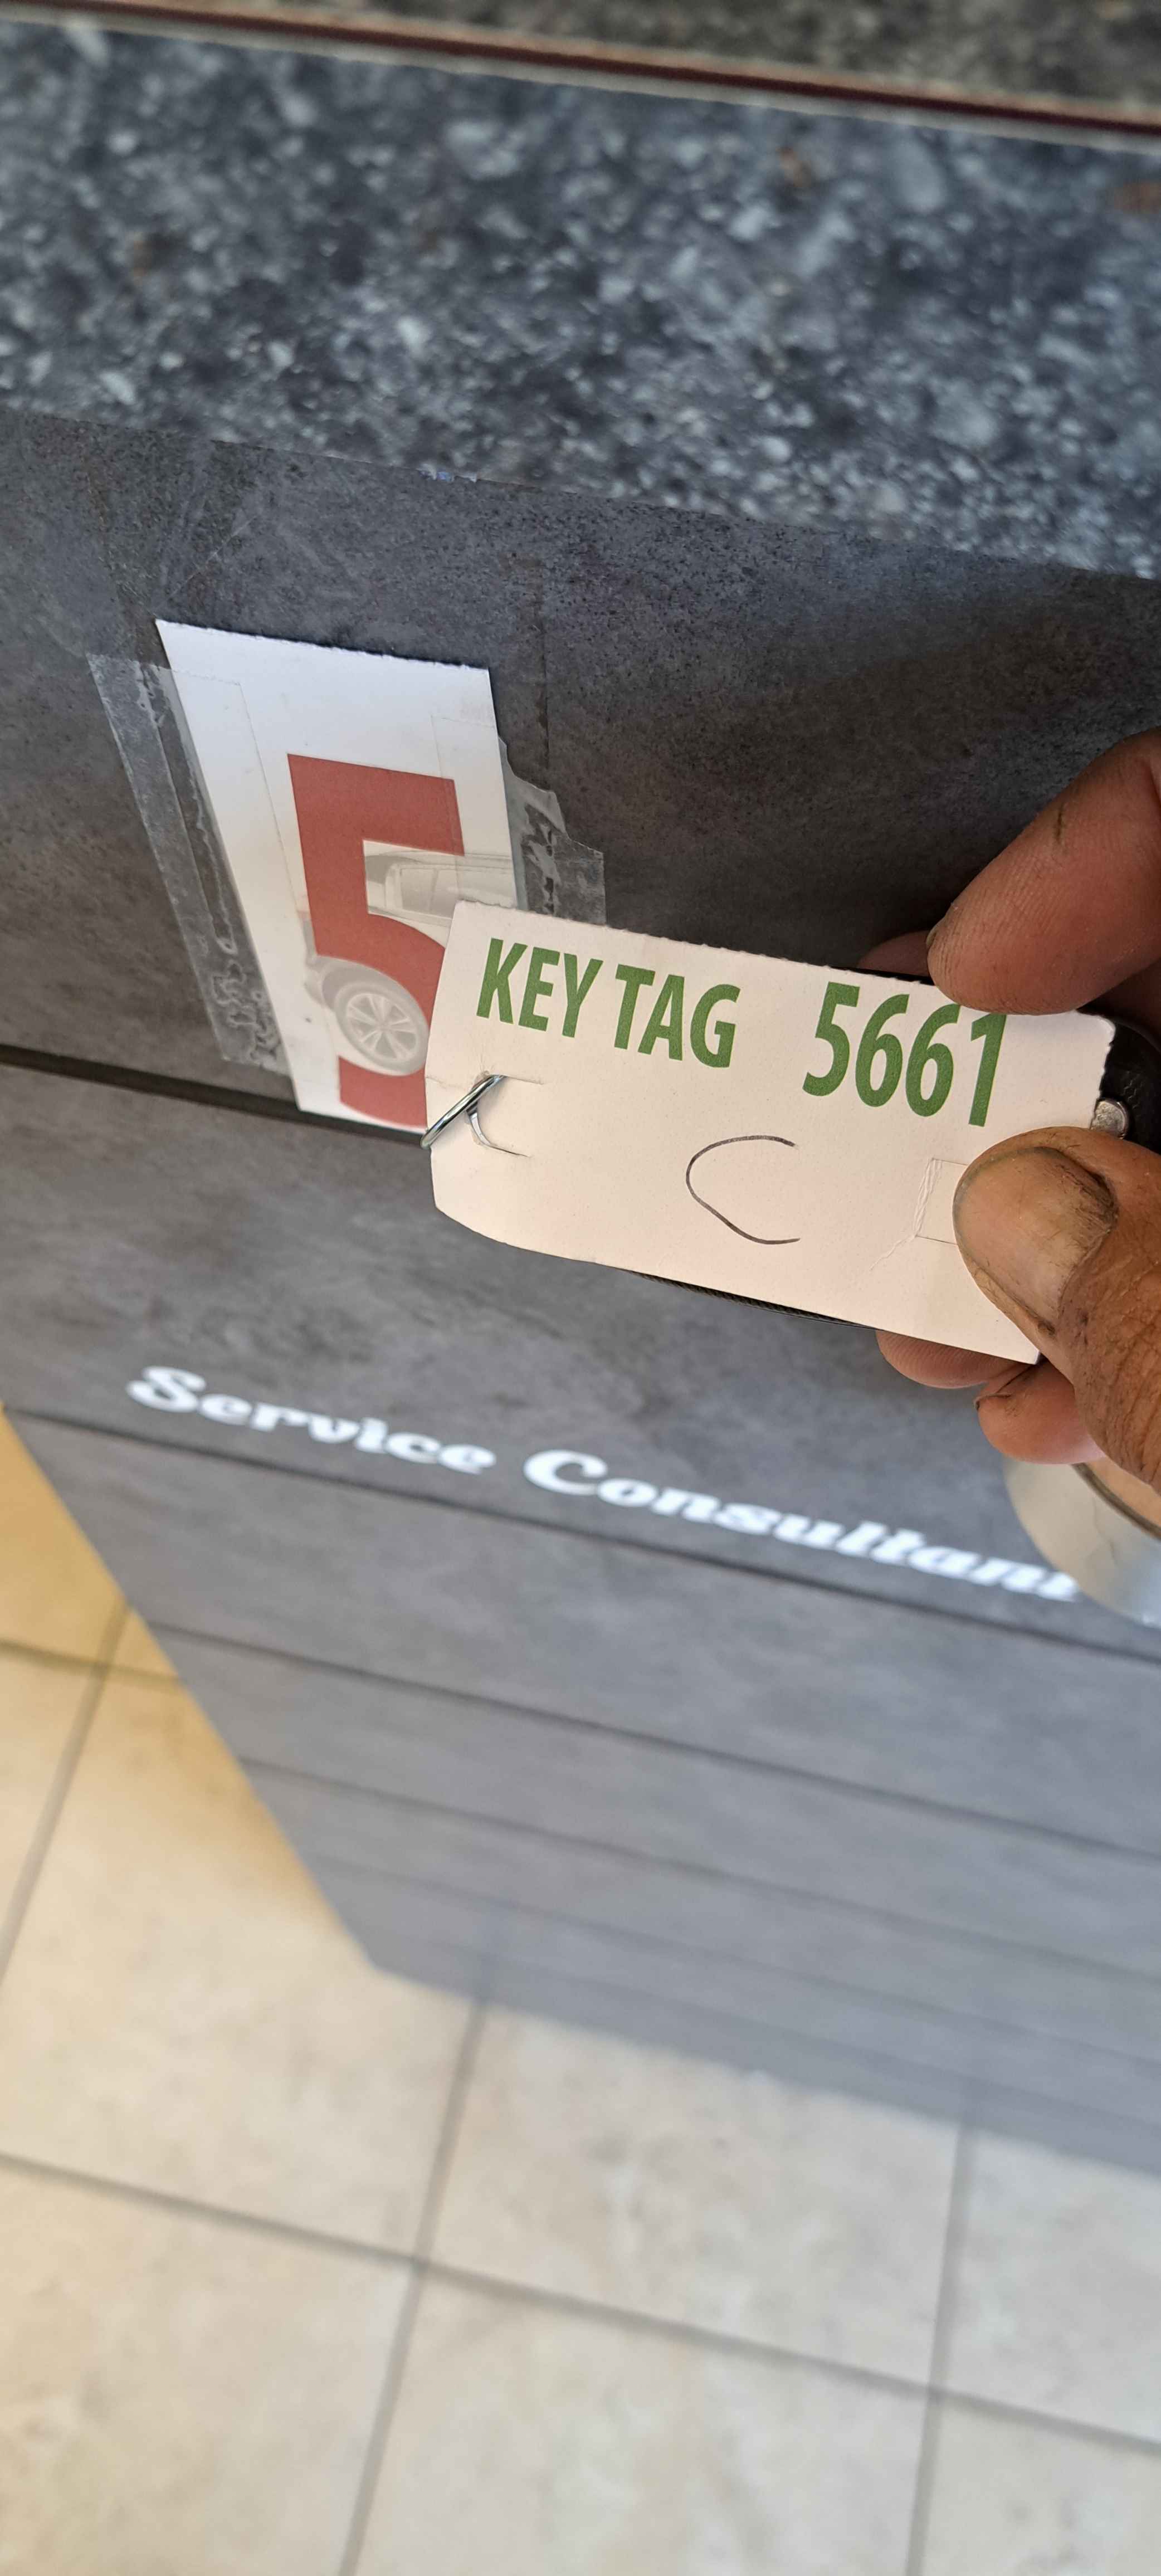 5
KEY TAG 5661
C
Service Consultant